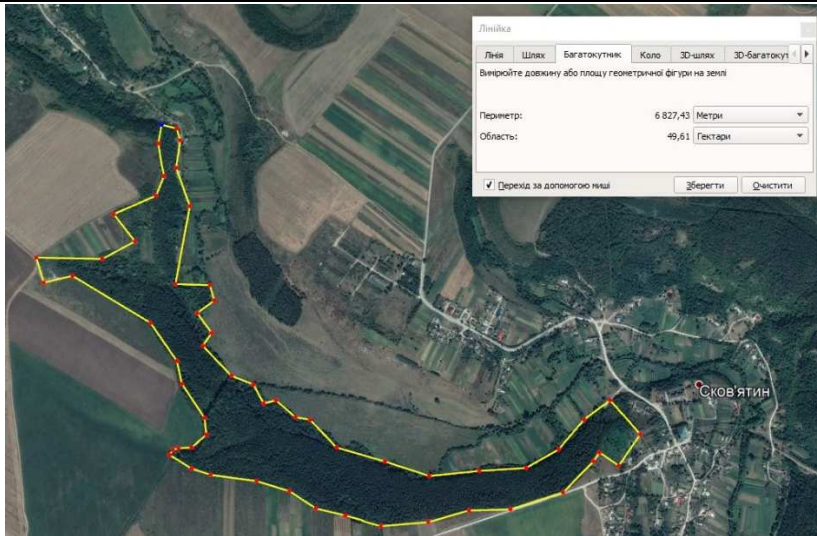 Лінійка
Лінія Шлях Багатокутник Коло 3D-шлях 3D-багатокут
Виміряйте довжину або площу геометричної фігури на землі
Периметр: 6 827,43 Метри
Область: 49,61 Гектари
Перехід за допомогою миші Зберегти Очистити
Сков'ятин